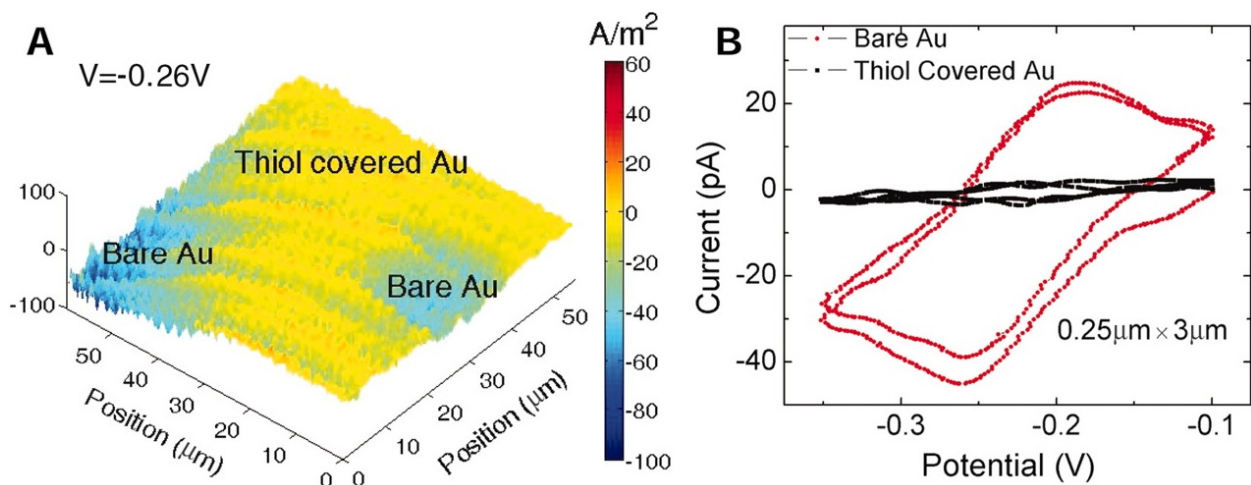 A
V=-0.26V
A/m²
Thiol covered Au
Bare Au
Bare Au
100
0
-100
50
40
30
20
10
0
Position (μm)
0
10
20
30
40
50
Position (μm)
60
40
20
0
-20
-40
-60
-80
-100
B
Bare Au
Thiol Covered Au
20
0
-20
-40
Current (pA)
0.25μm × 3μm
-0.3
-0.2
-0.1
Potential (V)